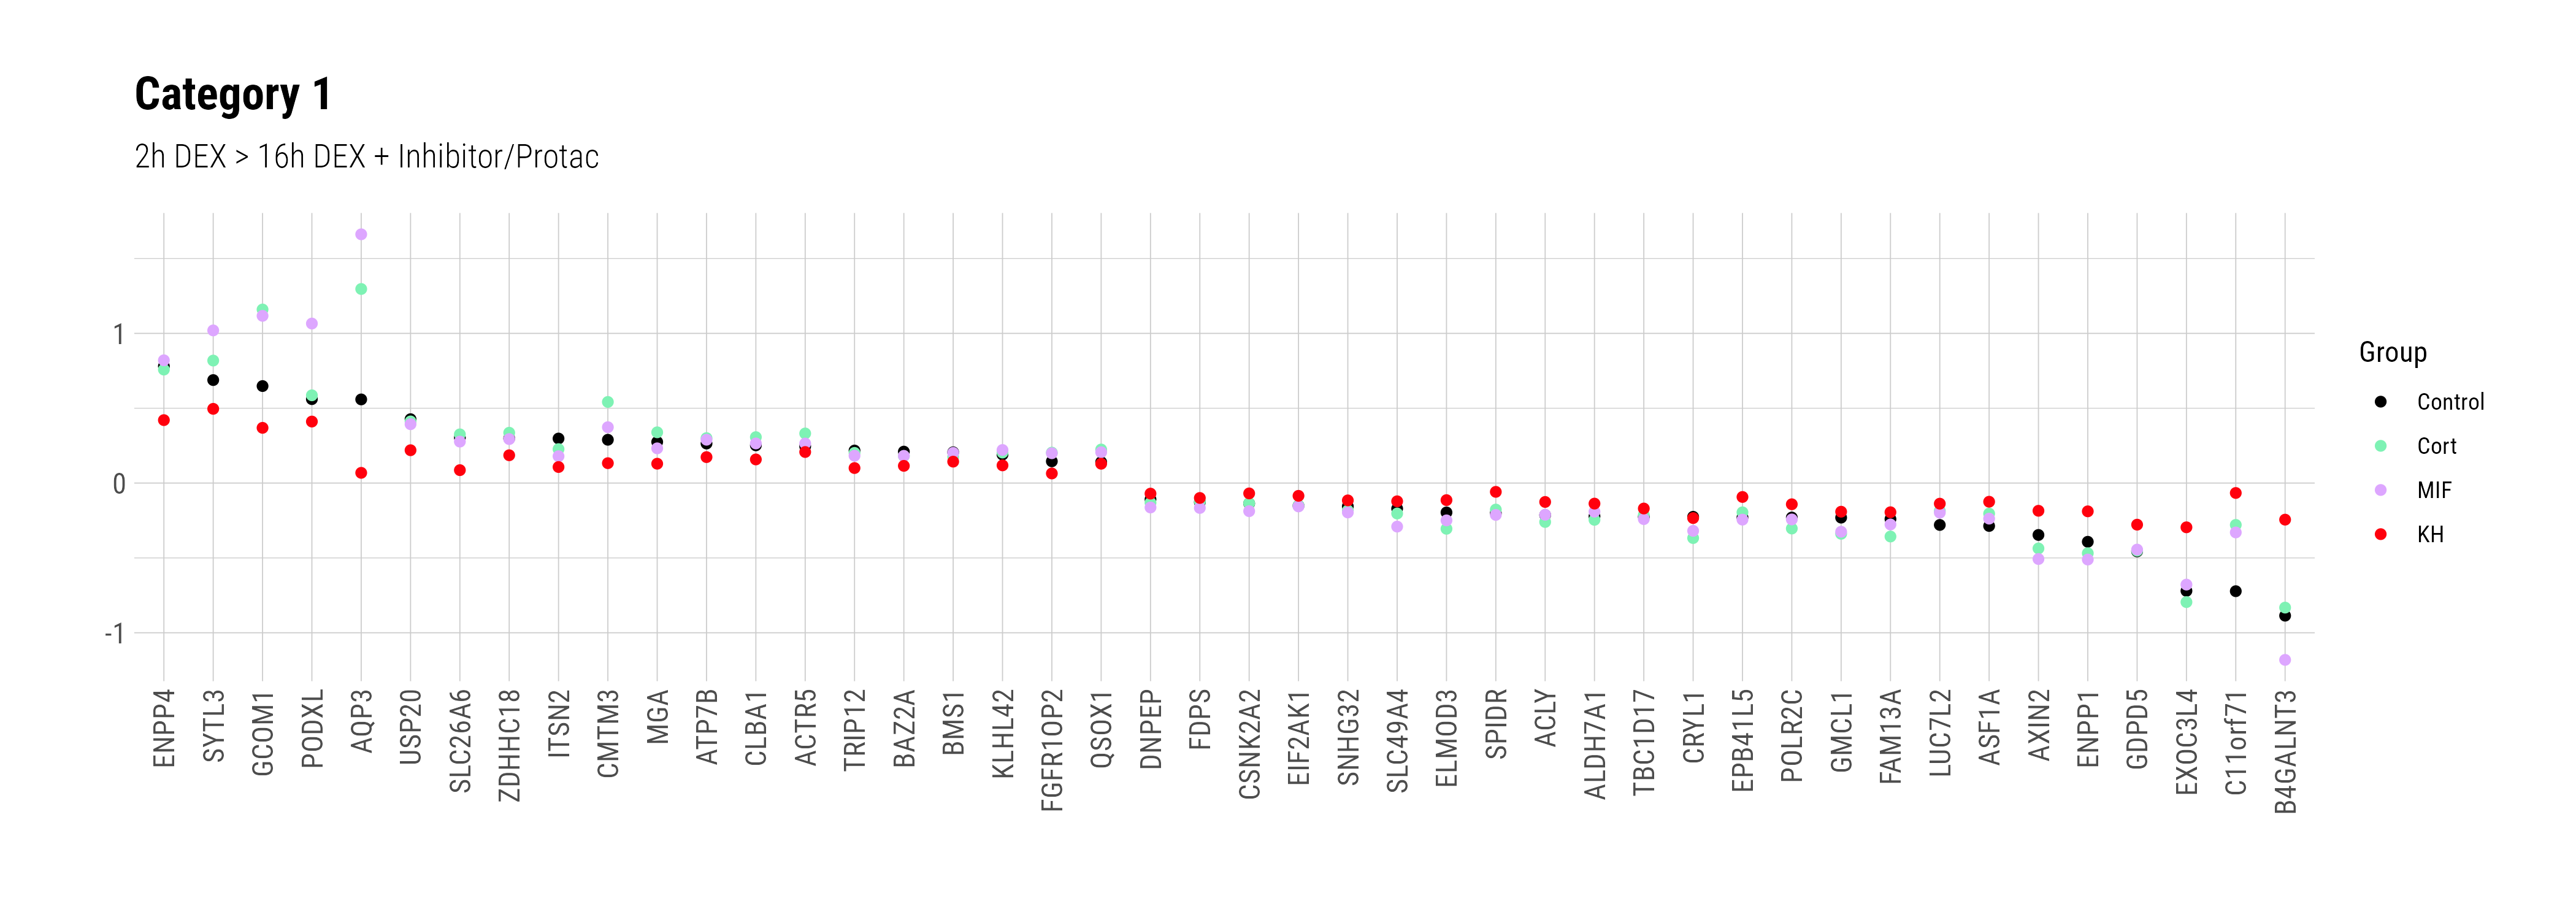 Category 1
2h DEX > 16h DEX + Inhibitor/Protac
1
0
-1
ENPP4
SYTL3
GCOM1
PODXL
AQP3
USP20
SLC26A6
ZDHHC18
ITSN2
CMTM3
MGA
ATP7B
CLBA1
ACTR5
TRIP12
BAZ2A
BMS1
KLHL42
FGFR1OP2
QSOX1
DNPEP
FDPS
CSNK2A2
EIF2AK1
SNHG32
SLC49A4
ELMOD3
SPIDR
ACLY
ALDH7A1
TBC1D17
CRYL1
EPB41L5
POLR2C
GMCL1
FAM13A
LUC7L2
ASF1A
AXIN2
ENPP1
GDPD5
EXOC3L4
C11orf71
B4GALNT3
Group
Control
Cort
MIF
KH